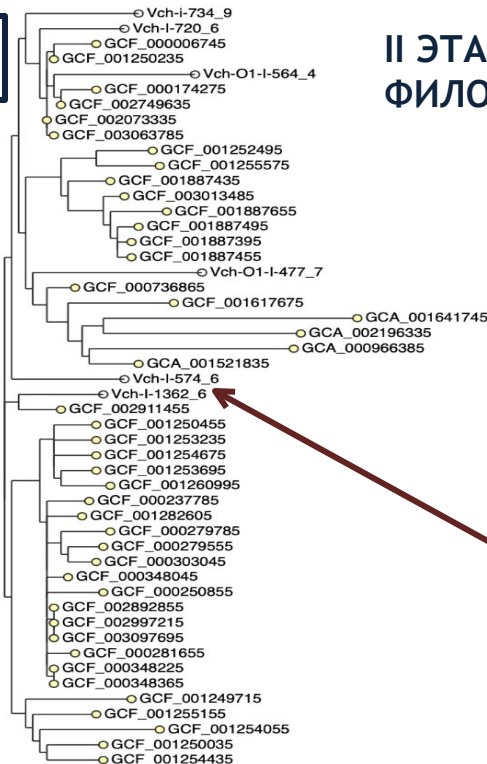 Vch-i-734_9
Vch-I-720_6
GCF_000006745
GCF_001250235
Vch-O1-I-564_4
GCF_000174275
GCF_002749635
GCF_002073335
GCF_003063785
GCF_001252495
GCF_001255575
GCF_001887435
GCF_003013485
GCF_001887655
GCF_001887495
GCF_001887395
GCF_001887455
Vch-O1-I-477_7
GCF_000736865
GCF_001617675
GCA_001641745
GCA_002196335
GCA_000966385
GCA_001521835
Vch-I-574_6
Vch-I-1362_6
GCF_002911455
GCF_001250455
GCF_001253235
GCF_001254675
GCF_001253695
GCF_001260995
GCF_000237785
GCF_001282605
GCF_000279785
GCF_000279555
GCF_000303045
GCF_000348045
GCF_000250855
GCF_002892855
GCF_002997215
GCF_003097695
GCF_000281655
GCF_000348225
GCF_000348365
GCF_001249715
GCF_001255155
GCF_001254055
GCF_001250035
GCF_001254435
II ЭТА
ФИЛО